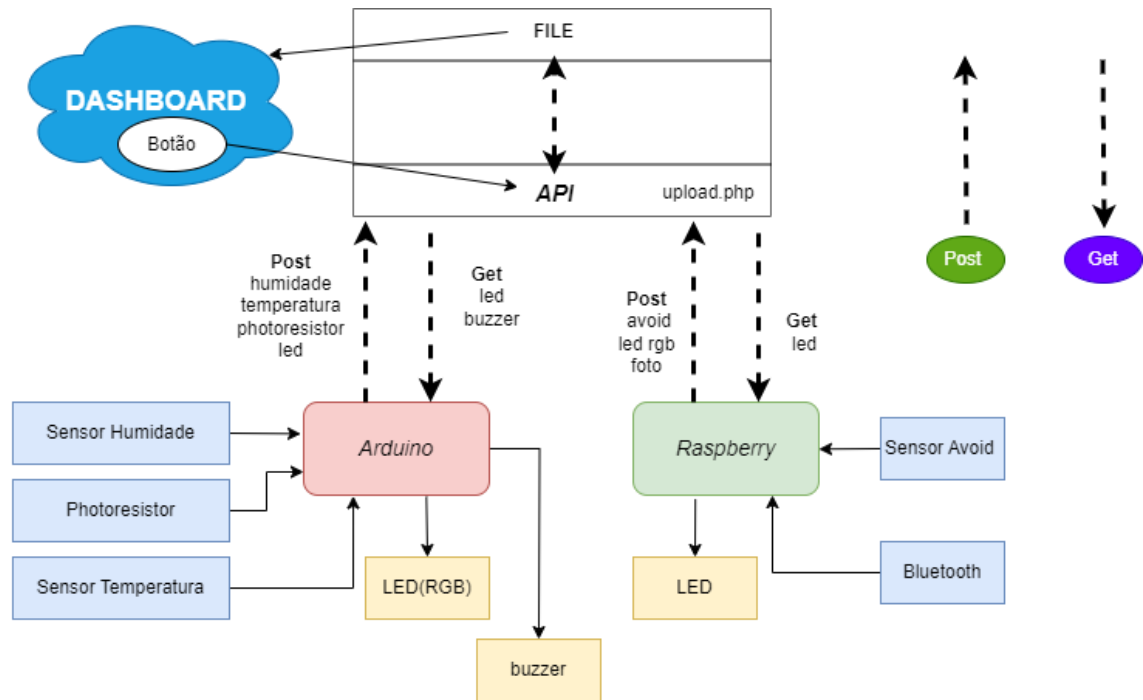 FILE
DASHBOARD
Botão
API
upload.php
Post
Get
Post
humidade
temperatura
photoresistor
led
Get
led
buzzer
Post
avoid
led rgb
foto
Get
led
Sensor Humidade
Arduino
Raspberry
Sensor Avoid
Photoresistor
Sensor Temperatura
LED(RGB)
LED
Bluetooth
buzzer